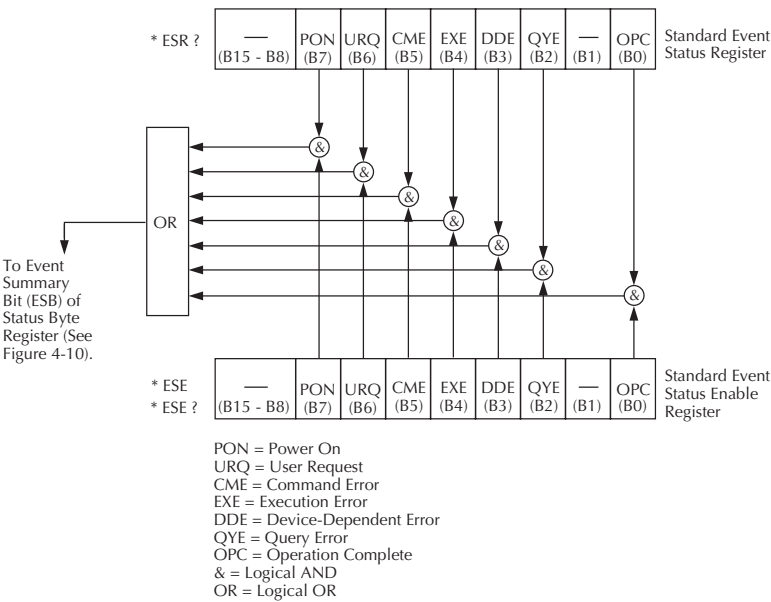 * ESR ?
— PON URQ CME EXE DDE QYE — OPC
(B15 - B8) (B7) (B6) (B5) (B4) (B3) (B2) (B1) (B0)
Standard Event
Status Register
&
&
&
&
&
&
&
OR
To Event
Summary
Bit (ESB) of
Status Byte
Register (See
Figure 4-10).
* ESE
* ESE ?
— PON URQ CME EXE DDE QYE — OPC
(B15 - B8) (B7) (B6) (B5) (B4) (B3) (B2) (B1) (B0)
Standard Event
Status Enable
Register
PON = Power On
URQ = User Request
CME = Command Error
EXE = Execution Error
DDE = Device-Dependent Error
QYE = Query Error
OPC = Operation Complete
& = Logical AND
OR = Logical OR